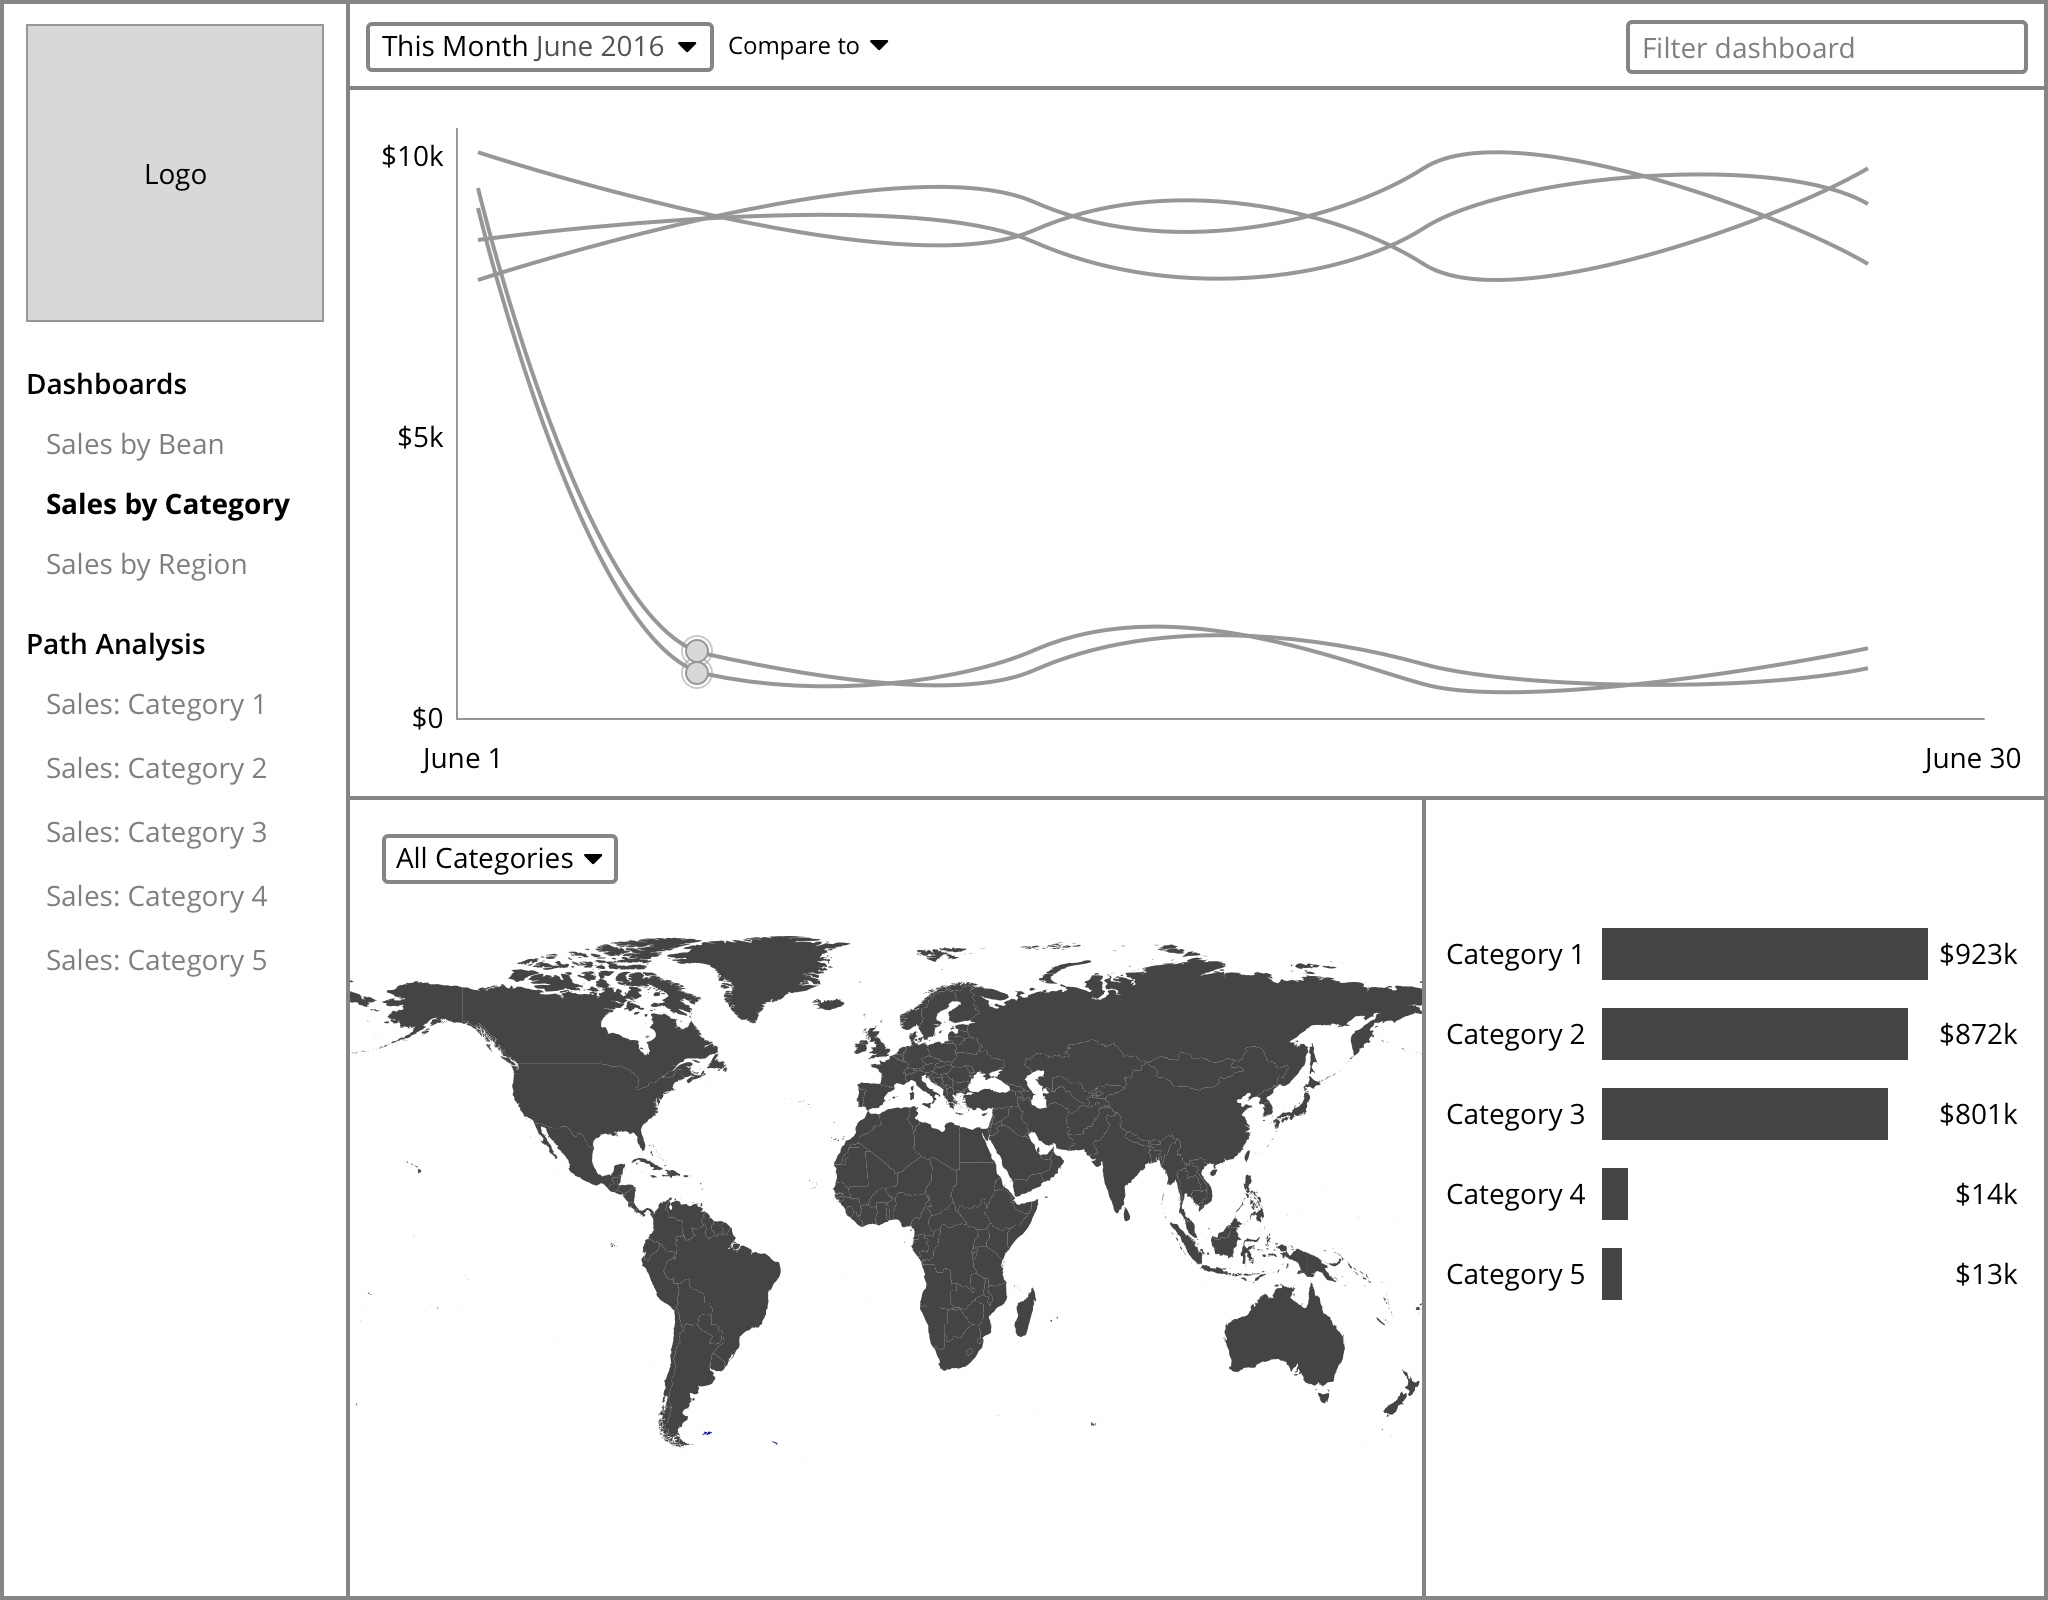 Logo
Dashboards
Sales by Bean
Sales by Category
Sales by Region
Path Analysis
Sales: Category 1
Sales: Category 2
Sales: Category 3
Sales: Category 4
Sales: Category 5
This Month June 2016
Compare to
Filter dashboard
$10k
$5k
$0
June 1
June 30
All Categories
Category 1 $923k
Category 2 $872k
Category 3 $801k
Category 4 $14k
Category 5 $13k